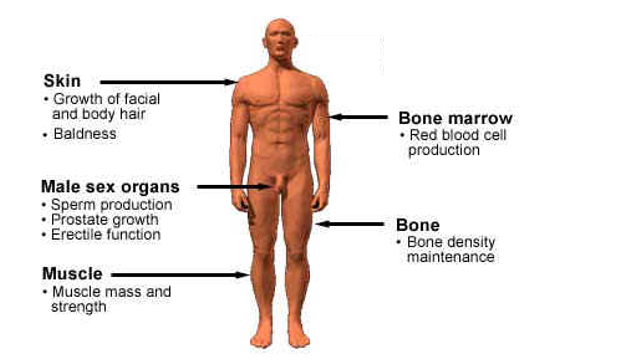 Skin
• Growth of facial
and body hair
• Baldness
Male sex organs
• Sperm production
• Prostate growth
• Erectile function
Muscle
• Muscle mass and
strength
Bone marrow
• Red blood cell
production
Bone
• Bone density
maintenance